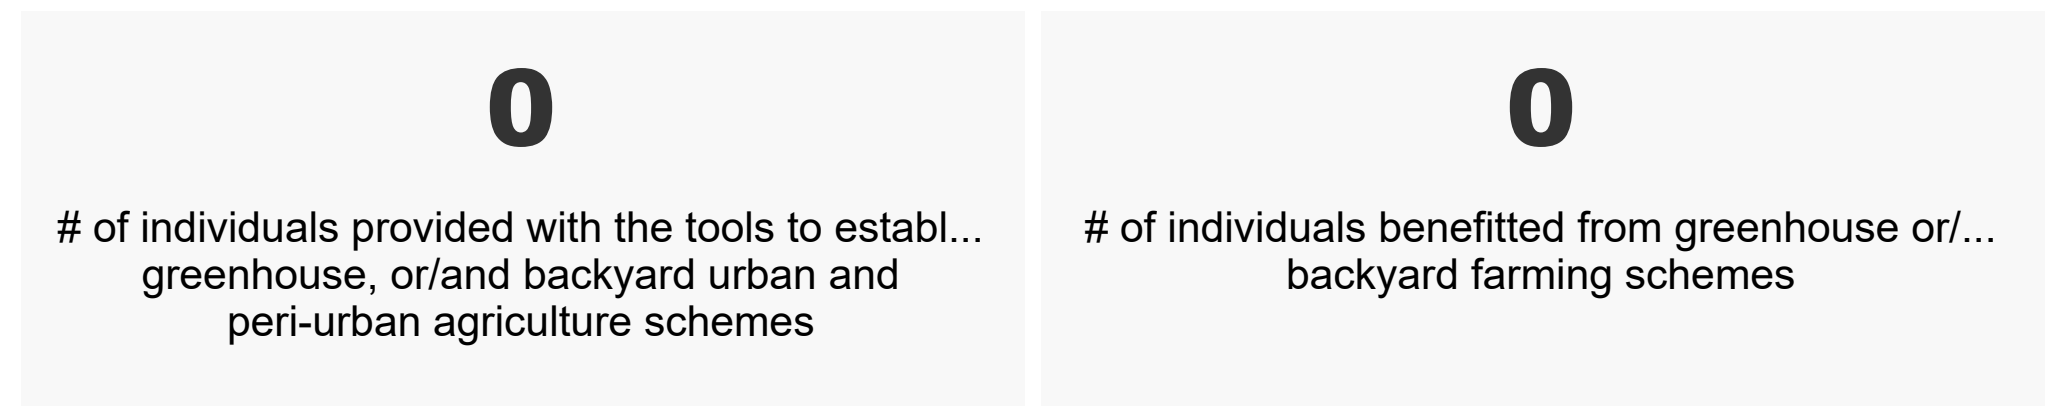 0
# of individuals provided with the tools to establ...
greenhouse, or/and backyard urban and
peri-urban agriculture schemes
0
# of individuals benefitted from greenhouse or/...
backyard farming schemes